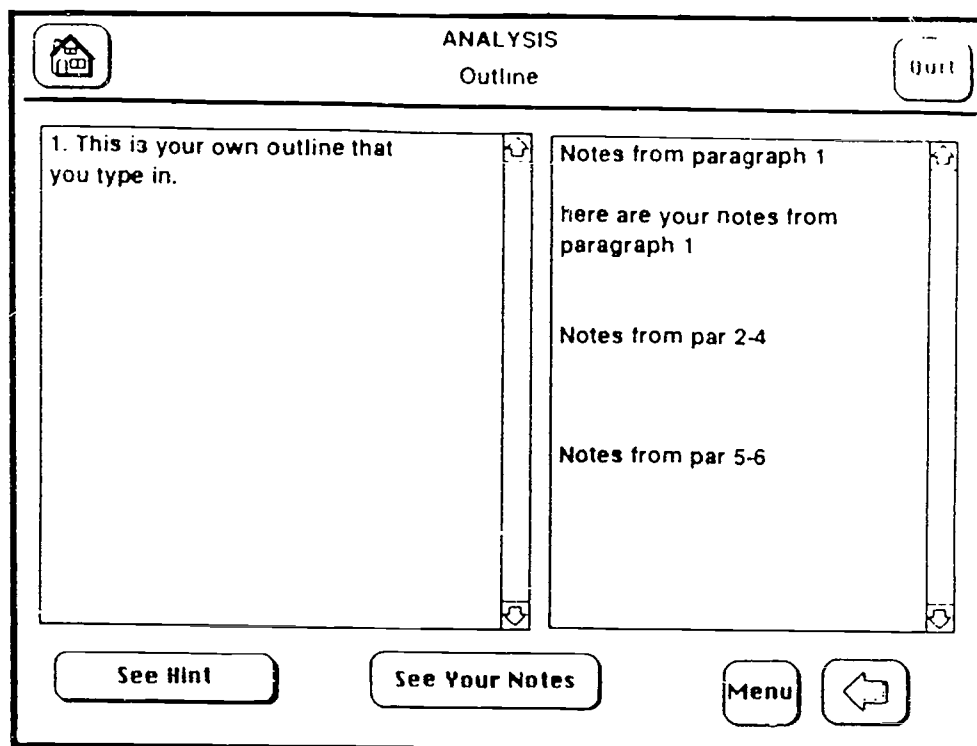 ANALYSIS
Outline
Quit
1. This is your own outline that
you type in.
Notes from paragraph 1
here are your notes from
paragraph 1
Notes from par 2-4
Notes from par 5-6
See Hint
See Your Notes
Menu